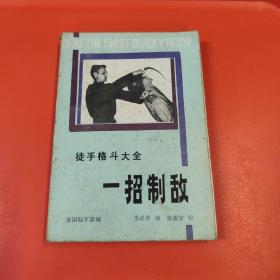 THE FIRST DEADLY BLOW
徒手格斗大全
一招制敌
美国陆军部编 李武奇 译